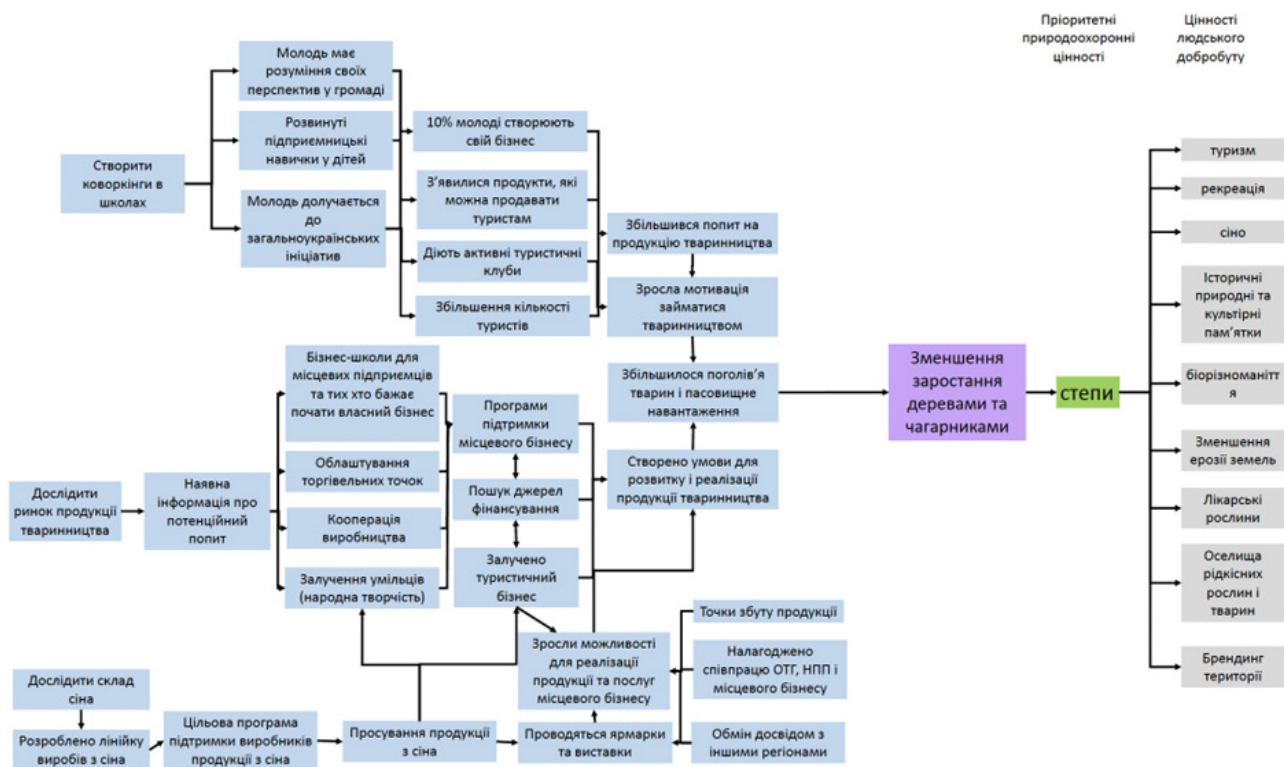 Пріоритетні
природоохоронні
цінності
Цінності
людського
добробуту
Створити
коворкінги в
школах
Молодь має
розуміння своїх
перспектив у громаді
Розвинуті
підприємницькі
навички у дітей
Молодь долучається
до
загальноукраїнських
ініціатив
10% молоді створюють
свій бізнес
З’явилися продукти, які
можна продавати
туристам
Діють активні туристичні
клуби
Збільшення кількості
туристів
Збільшився попит на
продукцію тваринництва
Зросла мотивація
займатися
тваринництвом
Збільшилося поголів’я
тварин і пасовищне
навантаження
Створено умови для
розвитку і реалізації
продукції тваринництва
Дослідити
ринок продукції
тваринництва
Наявна
інформація про
потенційний
попит
Бізнес-школи для
місцевих підприємців
та тих хто бажає
почати власний бізнес
Облаштування
торгівельних точок
Кооперація
виробництва
Залучення умільців
(народна творчість)
Програми
підтримки
місцевого бізнесу
Пошук джерел
фінансування
Залучено
туристичний
бізнес
Зросли можливості
для реалізації
продукції та послуг
місцевого бізнесу
Точки збуту продукції
Налагоджено
співпрацю ОТГ, НПП і
місцевого бізнесу
Обмін досвідом з
іншими регіонами
Дослідити склад
сіна
Розроблено лінійку
виробів з сіна
Цільова програма
підтримки виробників
продукції з сіна
Просування продукції
з сіна
Проводяться ярмарки
та виставки
Зменшення
заростання
деревами та
чагарниками
степи
туризм
рекреація
сіно
Історичні
природні та
культірні
пам’ятки
біорізноманітт
я
Зменшення
ерозії земель
Лікарські
рослини
Оселища
рідкісних
рослин і
тварин
Брендинг
території